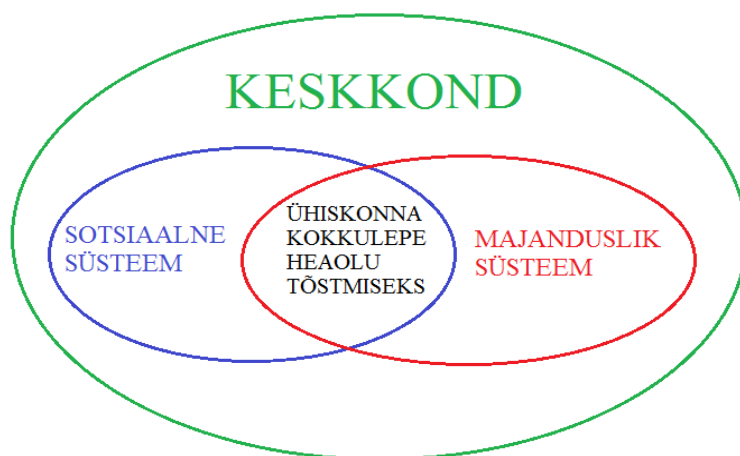 KESKKOND
SOTSIAALNE
SÜSTEEM
ÜHISKONNA
KOKKULEPE
HEAOLU
TÕSTMISEKS
MAJANDUSLIK
SÜSTEEM